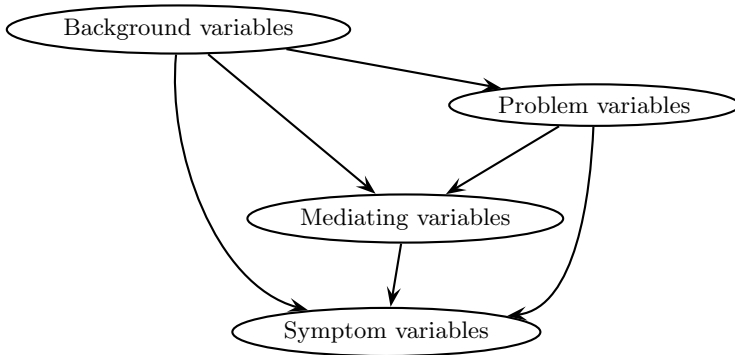 Background variables
Problem variables
Mediating variables
Symptom variables